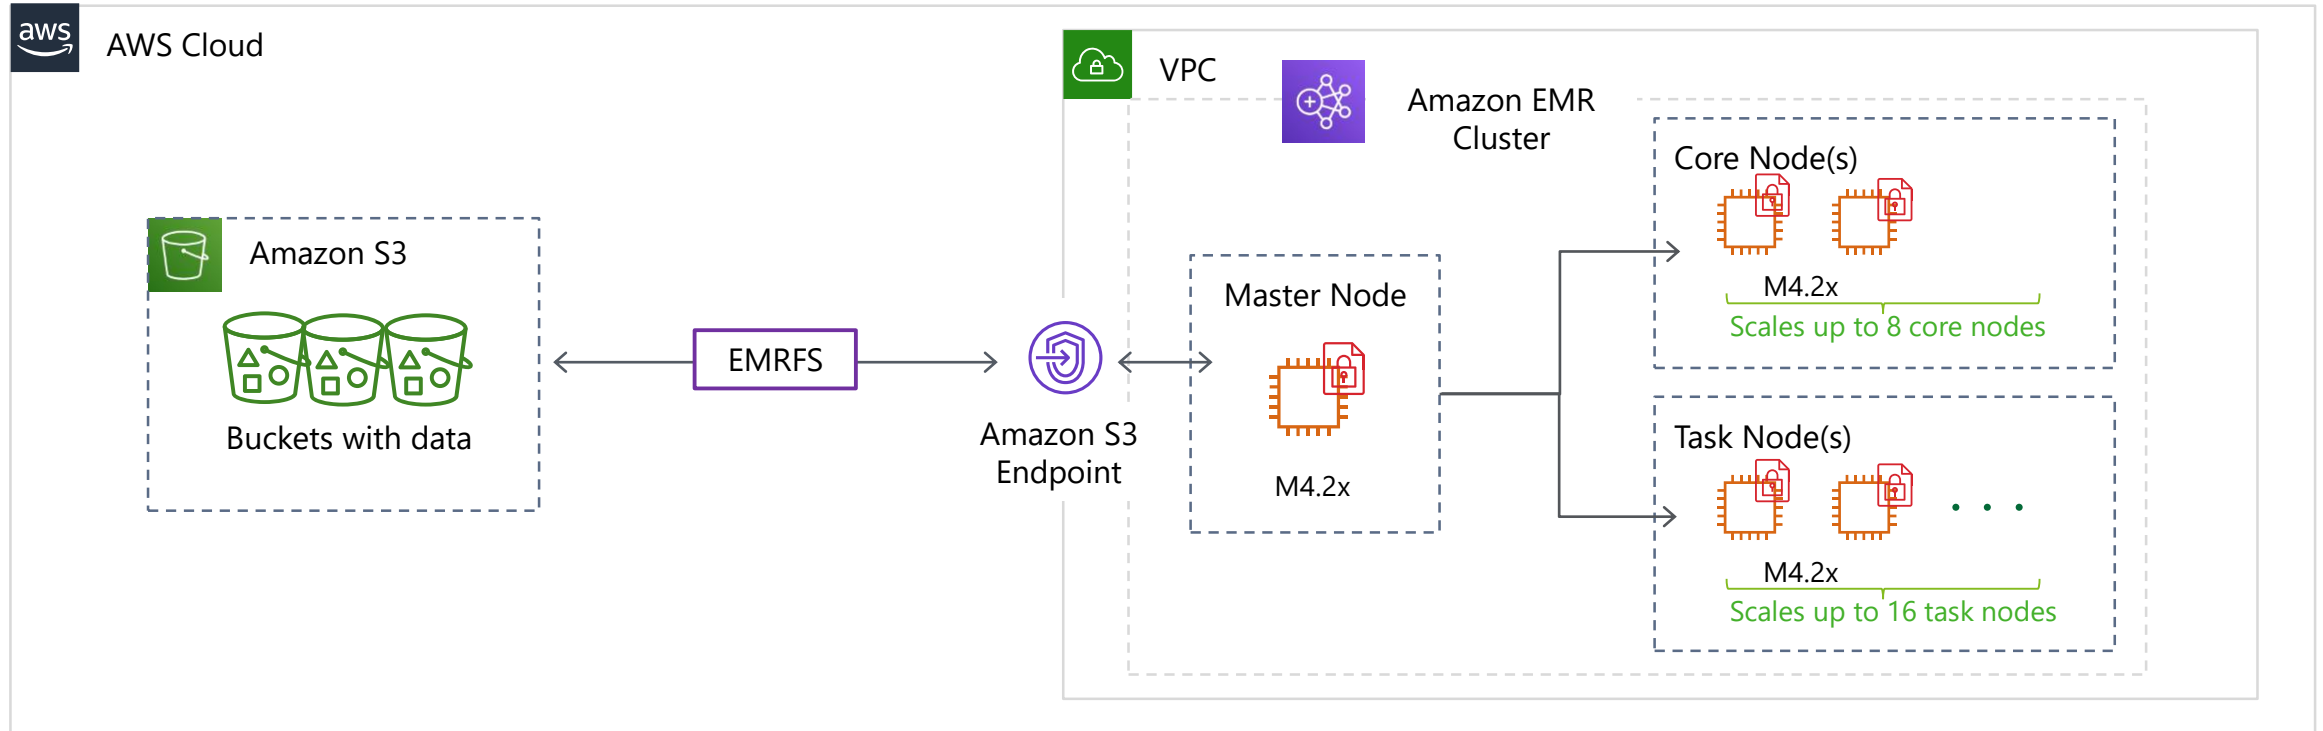 aws
AWS Cloud
VPC
Amazon EMR
Cluster
Core Node(s)
M4.2x
Scales up to 8 core nodes
Amazon S3
Buckets with data
EMRFS
Amazon S3
Endpoint
Master Node
M4.2x
Task Node(s)
M4.2x
Scales up to 16 task nodes